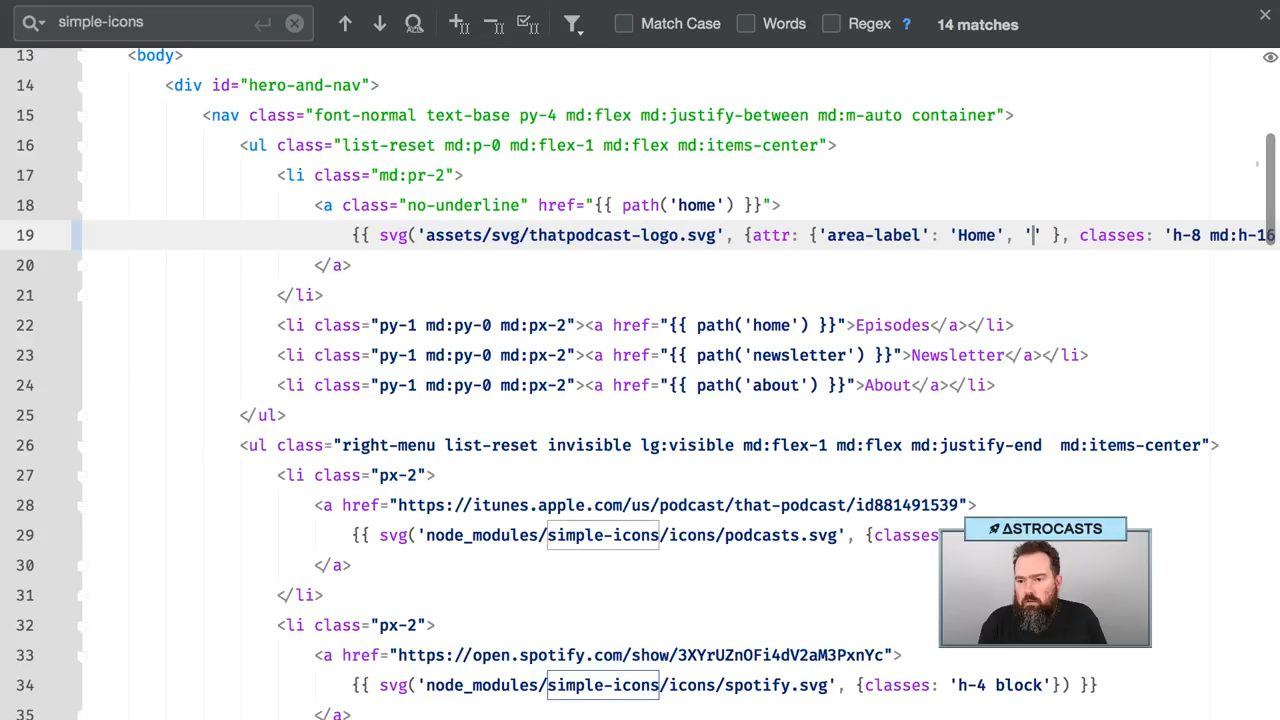 simple-icons
Match Case
Words
Regex
?
14 matches
13 <body>
14 <div id="hero-and-nav">
15 <nav class="font-normal text-base py-4 md:flex md:justify-between md:m-auto container">
16 <ul class="list-reset md:p-0 md:flex-1 md:flex md:items-center">
17 <li class="md:pr-2">
18 <a class="no-underline" href="{{ path('home') }}">
19 {{ svg('assets/svg/thatpodcast-logo.svg', {attr: {'area-label': 'Home', '' }, classes: 'h-8 md:h-16
20 </a>
21 </li>
22 <li class="py-1 md:py-0 md:px-2"><a href="{{ path('home') }}">Episodes</a></li>
23 <li class="py-1 md:py-0 md:px-2"><a href="{{ path('newsletter') }}">Newsletter</a></li>
24 <li class="py-1 md:py-0 md:px-2"><a href="{{ path('about') }}">About</a></li>
25 </ul>
26 <ul class="right-menu list-reset invisible lg:visible md:flex-1 md:flex md:justify-end  md:items-center">
27 <li class="px-2">
28 <a href="https://itunes.apple.com/us/podcast/that-podcast/id881491539">
29 {{ svg('node_modules/simple-icons/icons/podcasts.svg', {classes
30 </a>
31 </li>
32 <li class="px-2">
33 <a href="https://open.spotify.com/show/3XYrUZnOFi4dV2aM3PxnYc">
34 {{ svg('node_modules/simple-icons/icons/spotify.svg', {classes: 'h-4 block'}) }}
35 </a>
ASTROCASTS